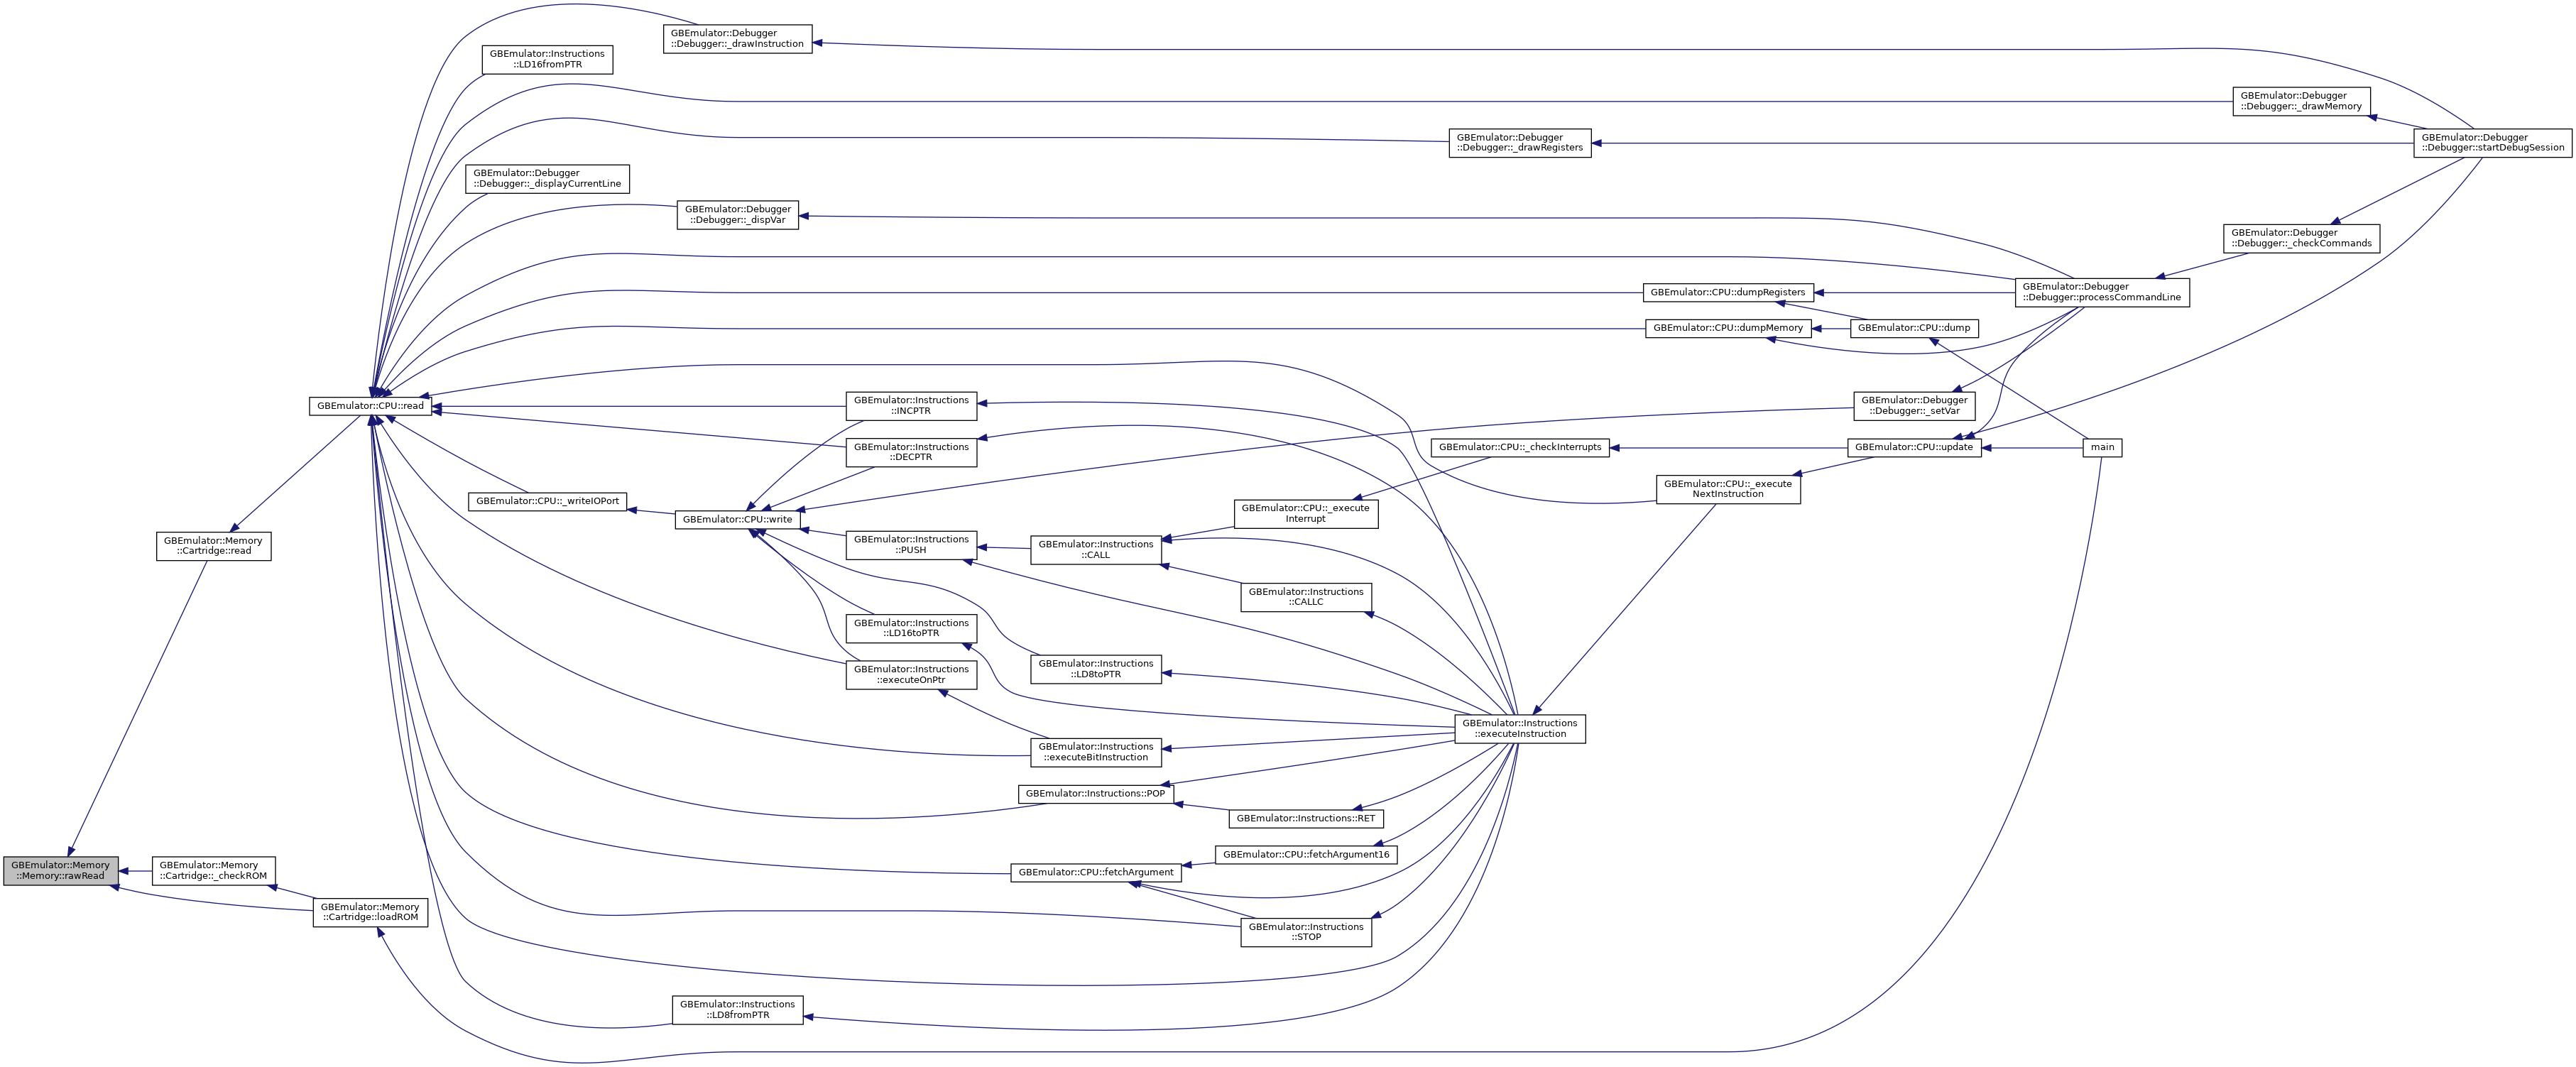 GBEmulator::Debugger
::Debugger::_drawInstruction
GBEmulator::Instructions
::LD16fromPTR
GBEmulator::Debugger
::Debugger::_drawMemory
GBEmulator::Debugger
::Debugger::_drawRegisters
GBEmulator::Debugger
::Debugger::startDebugSession
GBEmulator::Debugger
::Debugger::_displayCurrentLine
GBEmulator::Debugger
::Debugger::_dispVar
GBEmulator::Debugger
::Debugger::_checkCommands
GBEmulator::CPU::dumpRegisters
GBEmulator::Debugger
::Debugger::processCommandLine
GBEmulator::CPU::dumpMemory
GBEmulator::CPU::dump
GBEmulator::CPU::read
GBEmulator::Instructions
::INCPTR
GBEmulator::Debugger
::Debugger::_setVar
GBEmulator::Instructions
::DECPTR
GBEmulator::CPU::_checkInterrupts
GBEmulator::CPU::update
main
GBEmulator::CPU::_execute
NextInstruction
GBEmulator::CPU::_writeIOPort
GBEmulator::CPU::write
GBEmulator::CPU::_execute
Interrupt
GBEmulator::Memory
::Cartridge::read
GBEmulator::Instructions
::PUSH
GBEmulator::Instructions
::CALL
GBEmulator::Instructions
::CALLC
GBEmulator::Instructions
::LD16toPTR
GBEmulator::Instructions
::LD8toPTR
GBEmulator::Instructions
::executeOnPtr
GBEmulator::Instructions
::executeInstruction
GBEmulator::Instructions
::executeBitInstruction
GBEmulator::Instructions::POP
GBEmulator::Instructions::RET
GBEmulator::CPU::fetchArgument16
GBEmulator::Memory
::Memory::rawRead
GBEmulator::Memory
::Cartridge::_checkROM
GBEmulator::CPU::fetchArgument
GBEmulator::Memory
::Cartridge::loadROM
GBEmulator::Instructions
::STOP
GBEmulator::Instructions
::LD8fromPTR